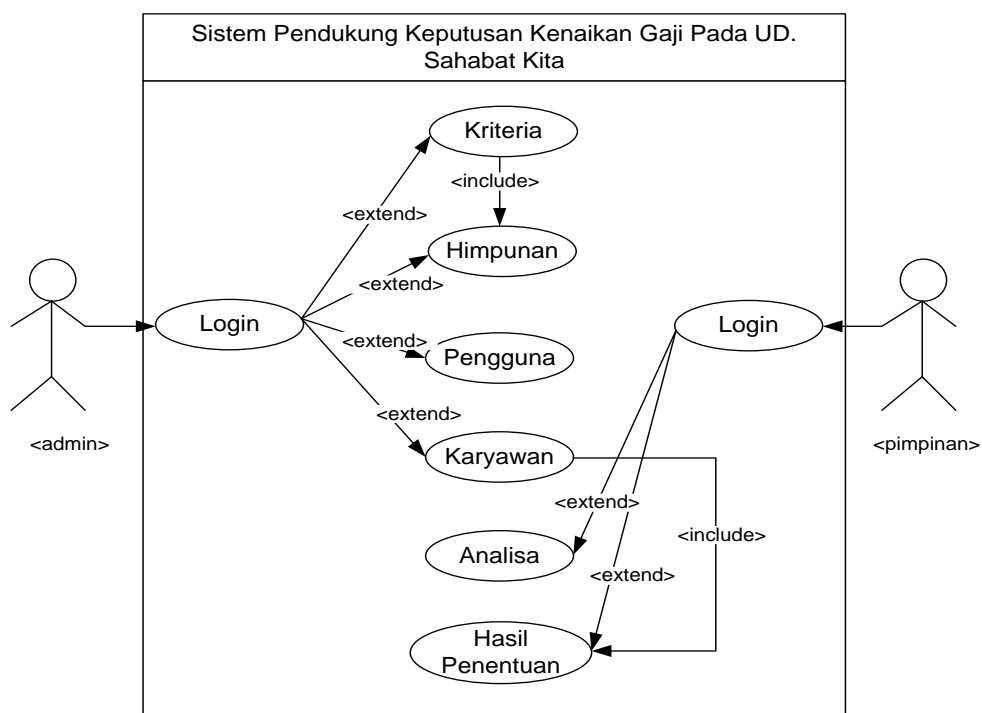 Sistem Pendukung Keputusan Kenaikan Gaji Pada UD.
Sahabat Kita
Kriteria
<include>
<extend>
Himpunan
<extend>
Login
Login
<extend>
Pengguna
<extend>
<admin>
<pimpinan>
Karyawan
<extend>
<include>
Analisa
<extend>
Hasil
Penentuan